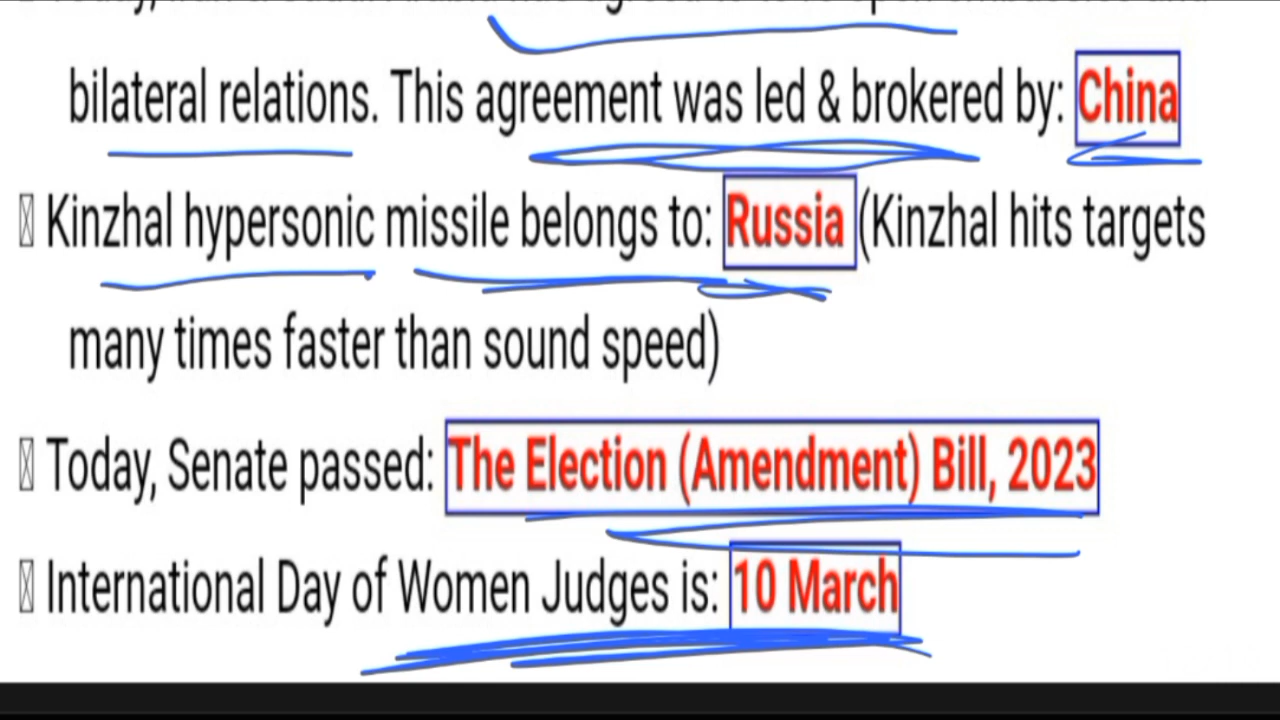 bilateral relations. This agreement was led & brokered by: China
Kinzhal hypersonic missile belongs to: Russia (Kinzhal hits targets
many times faster than sound speed)
Today, Senate passed: The Election (Amendment) Bill, 2023
International Day of Women Judges is: 10 March